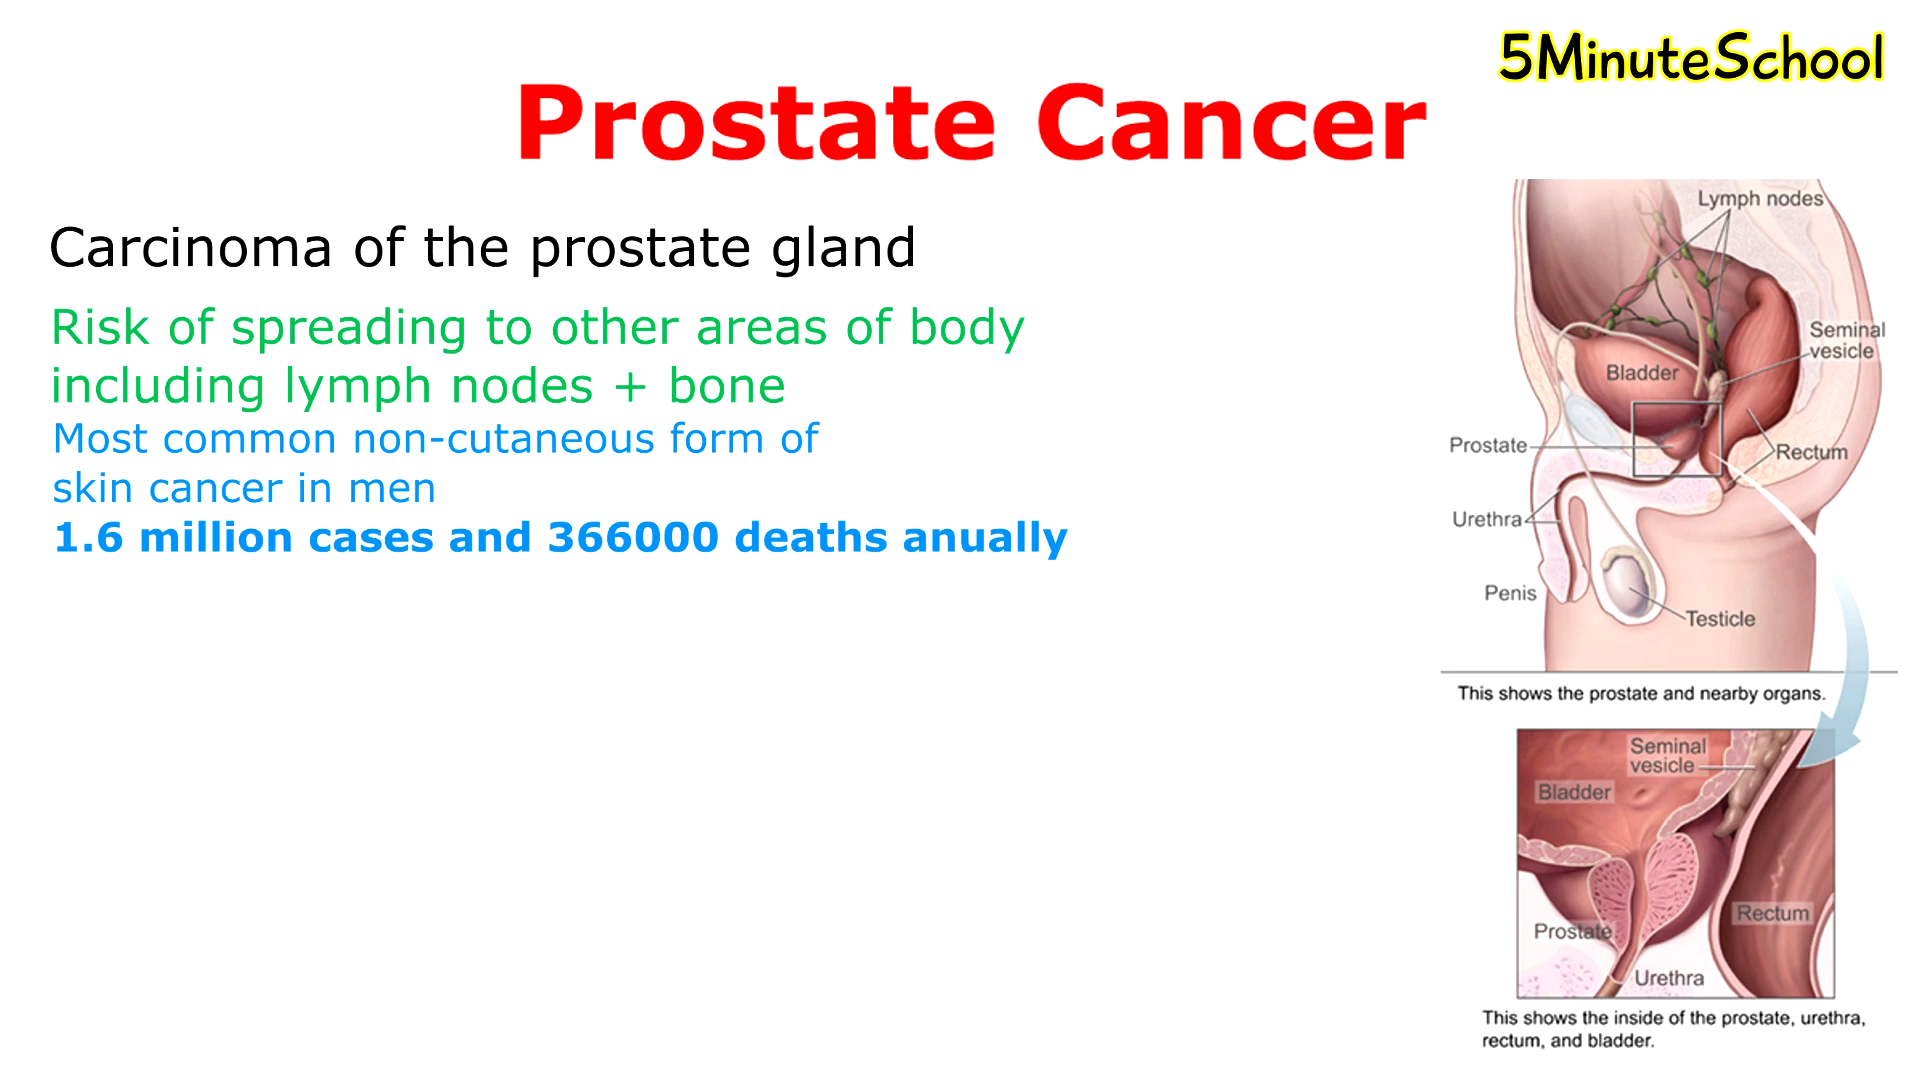 5MinuteSchool
Prostate Cancer
Carcinoma of the prostate gland
Risk of spreading to other areas of body
including lymph nodes + bone
Most common non-cutaneous form of
skin cancer in men
1.6 million cases and 366000 deaths anually
Lymph nodes
Seminal
vesicle
Bladder
Prostate
Rectum
Urethra
Penis
Testicle
This shows the prostate and nearby organs.
Seminal
vesicle
Bladder
Rectum
Prostate
Urethra
This shows the inside of the prostate, urethra,
rectum, and bladder.